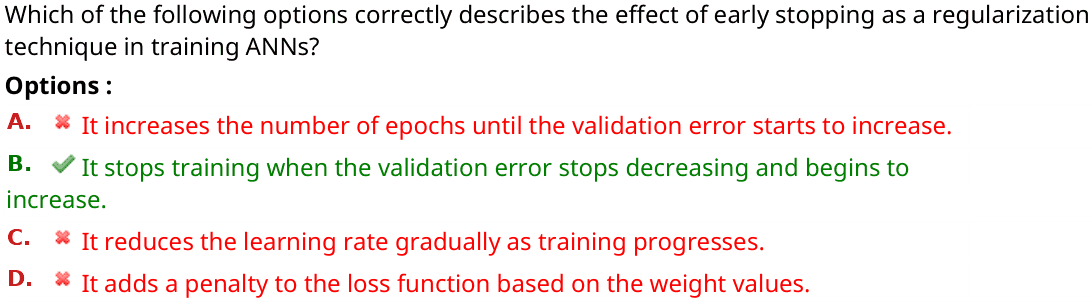 Which of the following options correctly describes the effect of early stopping as a regularization
technique in training ANNs?
Options :
A. ✖ It increases the number of epochs until the validation error starts to increase.
B. ✔ It stops training when the validation error stops decreasing and begins to
increase.
C. ✖ It reduces the learning rate gradually as training progresses.
D. ✖ It adds a penalty to the loss function based on the weight values.